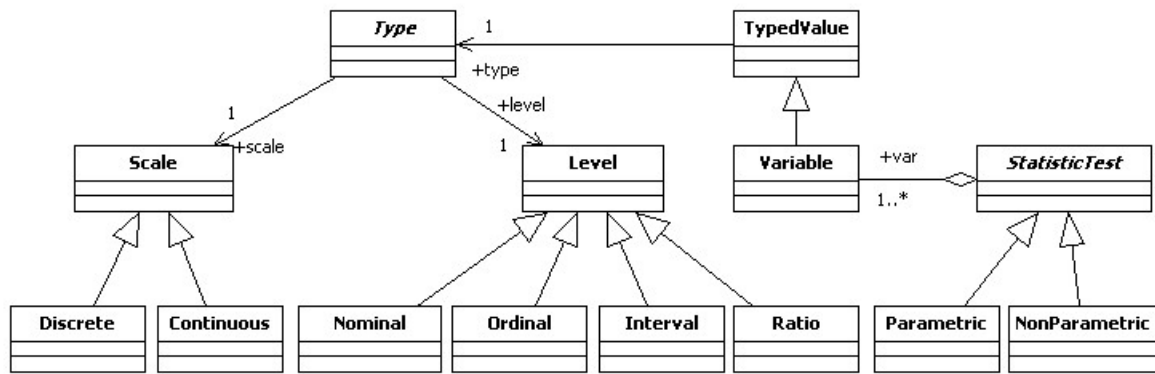 Type
TypedValue
1
+type
+level
1
+scale
1
Scale
Level
Variable
+var
1..*
StatisticTest
Discrete
Continuous
Nominal
Ordinal
Interval
Ratio
Parametric
NonParametric